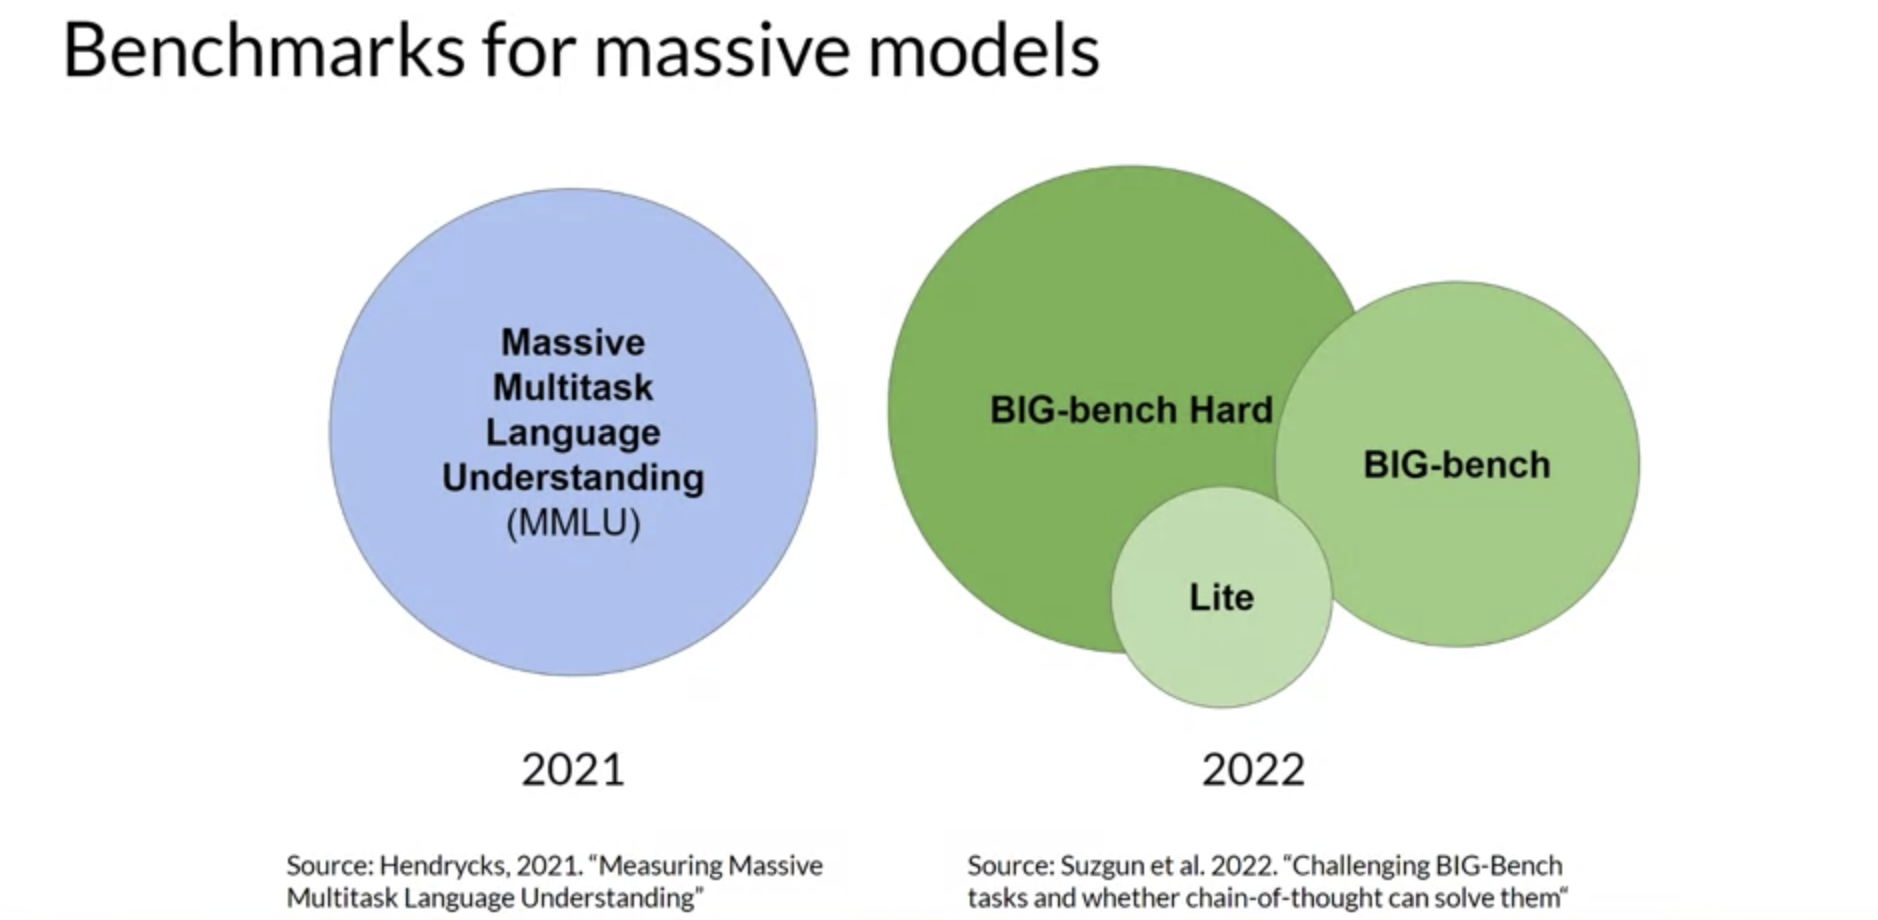 Benchmarks for massive models
Massive
Multitask
Language
Understanding
(MMLU)
BIG-bench Hard
BIG-bench
Lite
2021
2022
Source: Hendrycks, 2021. “Measuring Massive
Multitask Language Understanding”
Source: Suzgun et al. 2022. “Challenging BIG-Bench
tasks and whether chain-of-thought can solve them“